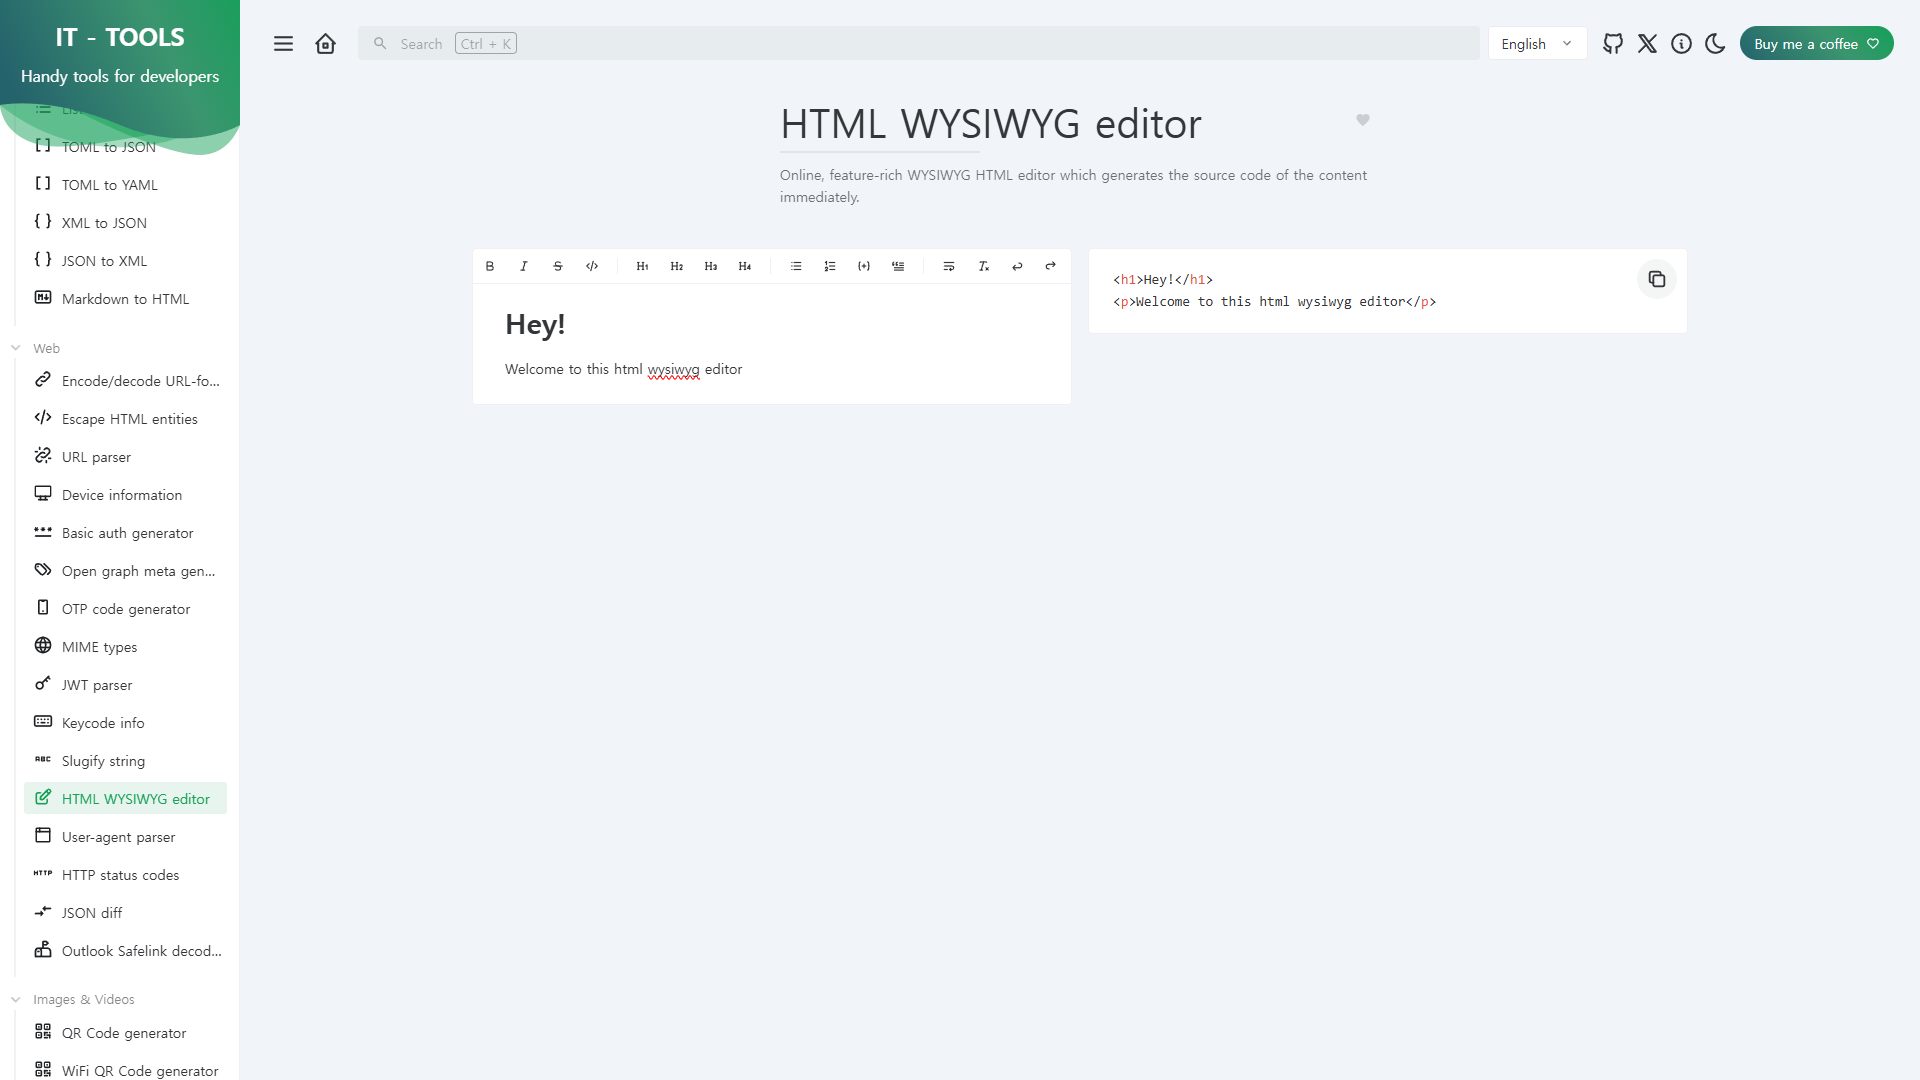 IT - TOOLS
Handy tools for developers
TOML to JSON
TOML to YAML
XML to JSON
JSON to XML
Markdown to HTML
Web
Encode/decode URL-fo...
Escape HTML entities
URL parser
Device information
Basic auth generator
Open graph meta gen...
OTP code generator
MIME types
JWT parser
Keycode info
Slugify string
HTML WYSIWYG editor
User-agent parser
HTTP status codes
JSON diff
Outlook Safelink decod...
Images & Videos
QR Code generator
WiFi QR Code generator
Search Ctrl + K
English
Buy me a coffee
HTML WYSIWYG editor
Online, feature-rich WYSIWYG HTML editor which generates the source code of the content
immediately.
H1 H2 H3 H4
Hey!
Welcome to this html wysiwyg editor
<h1>Hey!</h1>
<p>Welcome to this html wysiwyg editor</p>